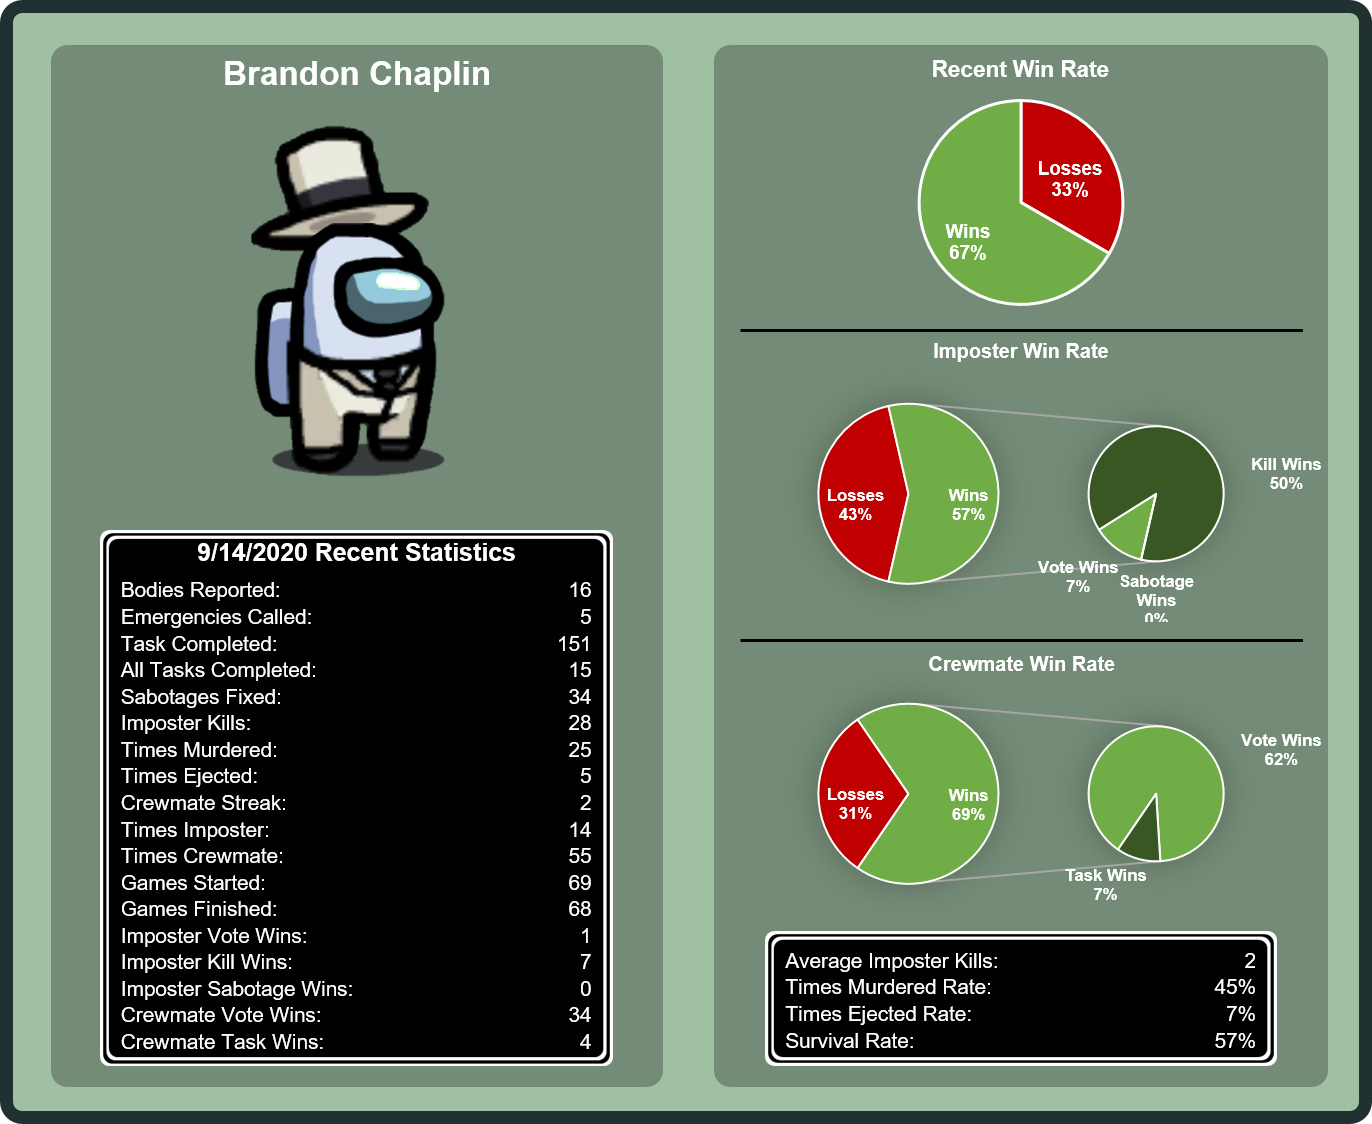 Brandon Chaplin
9/14/2020 Recent Statistics
Bodies Reported: 16
Emergencies Called: 5
Task Completed: 151
All Tasks Completed: 15
Sabotages Fixed: 34
Imposter Kills: 28
Times Murdered: 25
Times Ejected: 5
Crewmate Streak: 2
Times Imposter: 14
Times Crewmate: 55
Games Started: 69
Games Finished: 68
Imposter Vote Wins: 1
Imposter Kill Wins: 7
Imposter Sabotage Wins: 0
Crewmate Vote Wins: 34
Crewmate Task Wins: 4
Recent Win Rate
Losses
33%
Wins
67%
Imposter Win Rate
Losses
43%
Wins
57%
Kill Wins
50%
Vote Wins
7%
Sabotage
Wins
0%
Crewmate Win Rate
Losses
31%
Wins
69%
Vote Wins
62%
Task Wins
7%
Average Imposter Kills: 2
Times Murdered Rate: 45%
Times Ejected Rate: 7%
Survival Rate: 57%